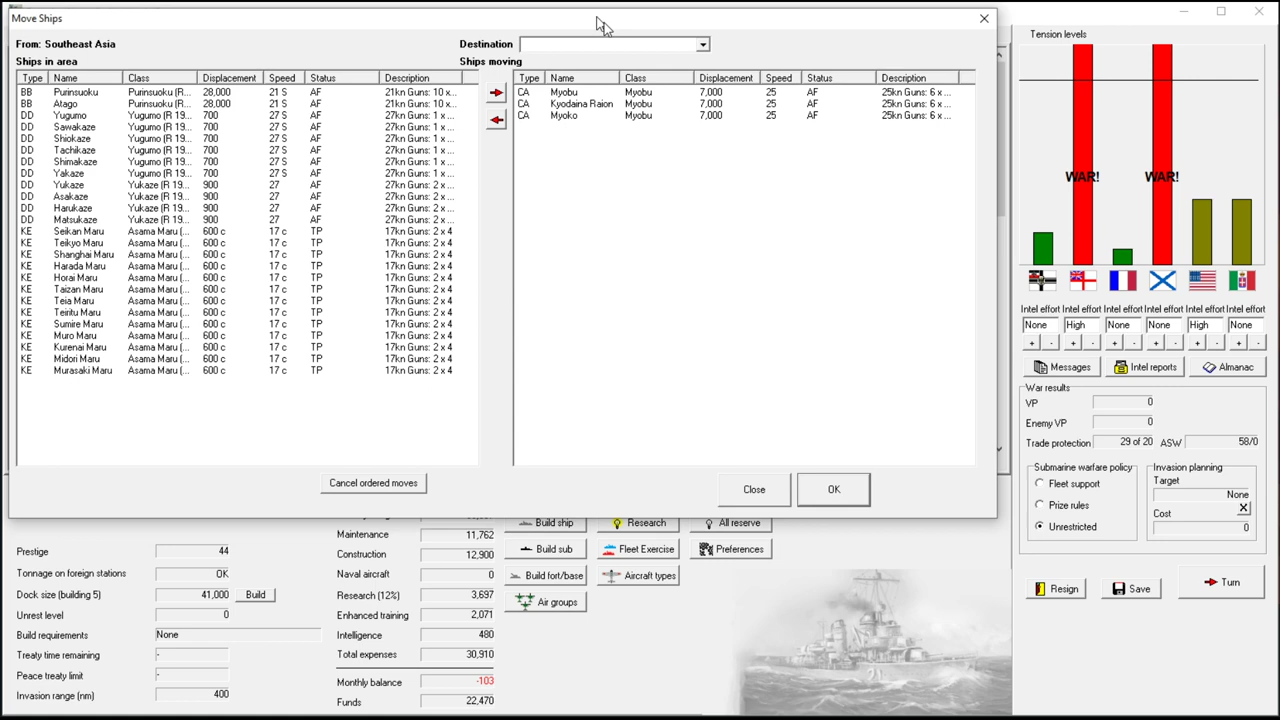 Move Ships
From: Southeast Asia
Destination
Ships in area
Ships moving
Type Name Class Displacement Speed Status Description
BB Purinsuoku Purinsuoku (R... 28,000 21 S AF 21kn Guns: 10 x...
BB Atago Purinsuoku (R... 28,000 21 S AF 21kn Guns: 10 x...
DD Yugumo Yugumo (R 19... 700 27 S AF 27kn Guns: 1 x...
DD Sawakaze Yugumo (R 19... 700 27 S AF 27kn Guns: 1 x...
DD Shiokaze Yugumo (R 19... 700 27 S AF 27kn Guns: 1 x...
DD Tachikaze Yugumo (R 19... 700 27 S AF 27kn Guns: 1 x...
DD Shimakaze Yugumo (R 19... 700 27 S AF 27kn Guns: 1 x...
DD Yakaze Yugumo (R 19... 700 27 S AF 27kn Guns: 1 x...
DD Yukaze Yukaze (R 19... 900 27 AF 27kn Guns: 2 x...
DD Asakaze Yukaze (R 19... 900 27 AF 27kn Guns: 2 x...
DD Harukaze Yukaze (R 19... 900 27 AF 27kn Guns: 2 x...
DD Matsukaze Yukaze (R 19... 900 27 AF 27kn Guns: 2 x...
KE Seikan Maru Asama Maru (... 600 c 17 c TP 17kn Guns: 2 x 4
KE Teikyo Maru Asama Maru (... 600 c 17 c TP 17kn Guns: 2 x 4
KE Shanghai Maru Asama Maru (... 600 c 17 c TP 17kn Guns: 2 x 4
KE Harada Maru Asama Maru (... 600 c 17 c TP 17kn Guns: 2 x 4
KE Horai Maru Asama Maru (... 600 c 17 c TP 17kn Guns: 2 x 4
KE Taizan Maru Asama Maru (... 600 c 17 c TP 17kn Guns: 2 x 4
KE Teia Maru Asama Maru (... 600 c 17 c TP 17kn Guns: 2 x 4
KE Teiritu Maru Asama Maru (... 600 c 17 c TP 17kn Guns: 2 x 4
KE Sumire Maru Asama Maru (... 600 c 17 c TP 17kn Guns: 2 x 4
KE Muro Maru Asama Maru (... 600 c 17 c TP 17kn Guns: 2 x 4
KE Kurenai Maru Asama Maru (... 600 c 17 c TP 17kn Guns: 2 x 4
KE Midori Maru Asama Maru (... 600 c 17 c TP 17kn Guns: 2 x 4
KE Murasaki Maru Asama Maru (... 600 c 17 c TP 17kn Guns: 2 x 4
Type Name Class Displacement Speed Status Description
CA Myobu Myobu 7,000 25 AF 25kn Guns: 6 x...
CA Kyodaina Raion Myobu 7,000 25 AF 25kn Guns: 6 x...
CA Myoko Myobu 7,000 25 AF 25kn Guns: 6 x...
Cancel ordered moves
Close
OK
Prestige 44
Tonnage on foreign stations OK
Dock size (building 5) 41,000 Build
Unrest level 0
Build requirements None
Treaty time remaining -
Peace treaty limit -
Invasion range (nm) 400
Maintenance 11,762
Construction 12,900
Naval aircraft 0
Research (12%) 3,697
Enhanced training 2,071
Intelligence 480
Total expenses 30,910
Monthly balance -103
Funds 22,470
Build ship Research All reserve
Build sub Fleet Exercise Preferences
Build fort/base Aircraft types
Air groups
Tension levels
WAR! WAR!
Intel effort Intel effort Intel effort Intel effort Intel effort Intel effort
None High None None High None
+ - + - + - + - + - + -
Messages Intel reports Almanac
War results
VP 0
Enemy VP 0
Trade protection 29 of 20 ASW 58/0
Submarine warfare policy
Fleet support
Prize rules
Unrestricted
Invasion planning
Target
None
Cost X
0
Resign Save Turn